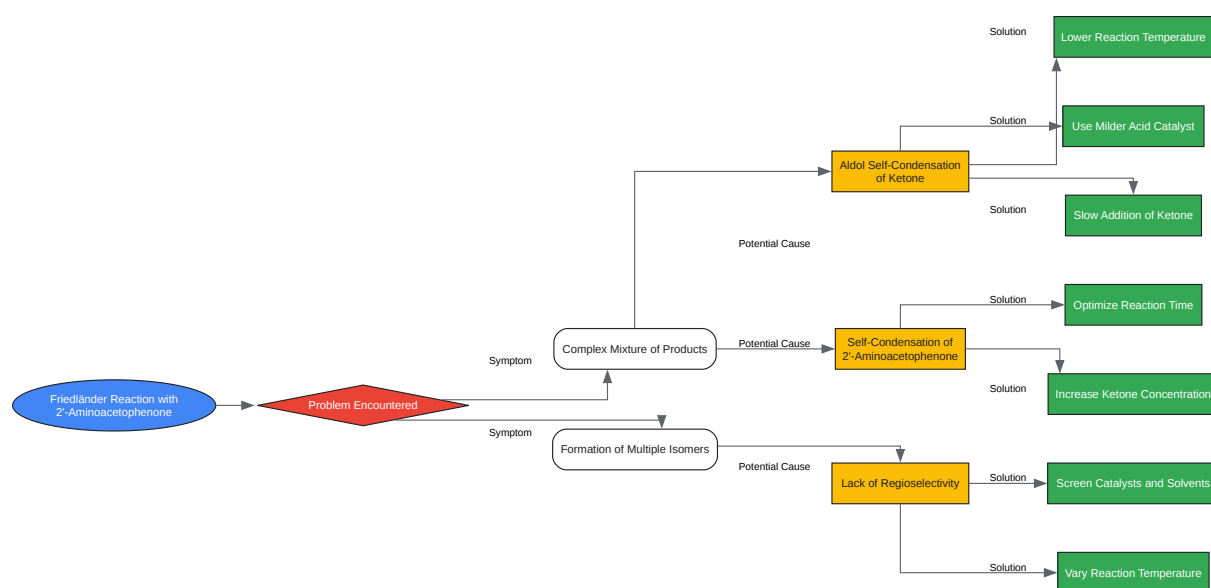 Solution
Lower Reaction Temperature
Solution
Use Milder Acid Catalyst
Aldol Self-Condensation
of Ketone
Solution
Slow Addition of Ketone
Potential Cause
Solution
Optimize Reaction Time
Complex Mixture of Products
Potential Cause
Self-Condensation of
2'-Aminoacetophenone
Symptom
Solution
Increase Ketone Concentration
Friedländer Reaction with
2'-Aminoacetophenone
Problem Encountered
Symptom
Formation of Multiple Isomers
Potential Cause
Lack of Regioselectivity
Solution
Screen Catalysts and Solvents
Solution
Vary Reaction Temperature